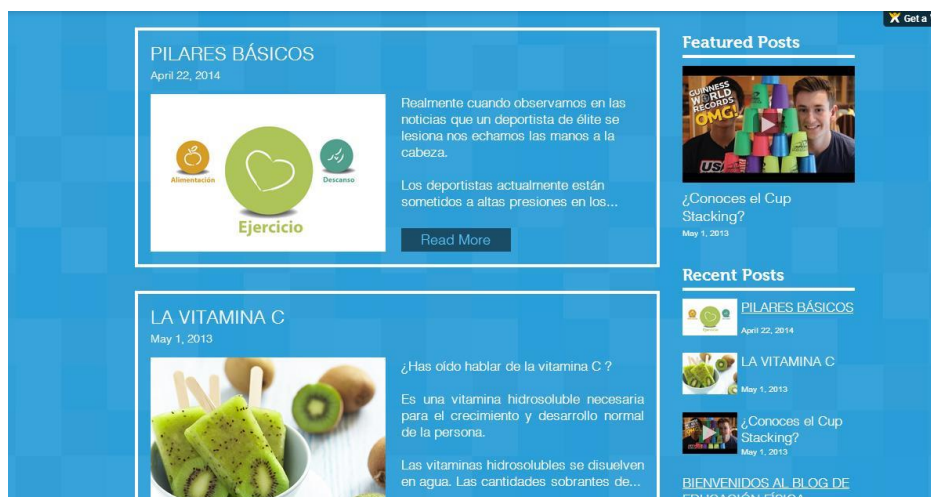 Get a
PILARES BÁSICOS
April 22, 2014
Alimentación
Ejercicio
Descanso
Realmente cuando observamos en las
noticias que un deportista de élite se
lesiona nos echamos las manos a la
cabeza.
Los deportistas actualmente están
sometidos a altas presiones en los...
Read More
LA VITAMINA C
May 1, 2013
¿Has oído hablar de la vitamina C ?
Es una vitamina hidrosoluble necesaria
para el crecimiento y desarrollo normal
de la persona.
Las vitaminas hidrosolubles se disuelven
en agua. Las cantidades sobrantes de...
Featured Posts
GUINNESS
WORLD
RECORDS
OMG!
US
¿Conoces el Cup
Stacking?
May 1, 2013
Recent Posts
PILARES BÁSICOS
April 22, 2014
LA VITAMINA C
May 1, 2013
¿Conoces el Cup
Stacking?
May 1, 2013
BIENVENIDOS AL BLOG DE
EDUCACIÓN FÍSICA